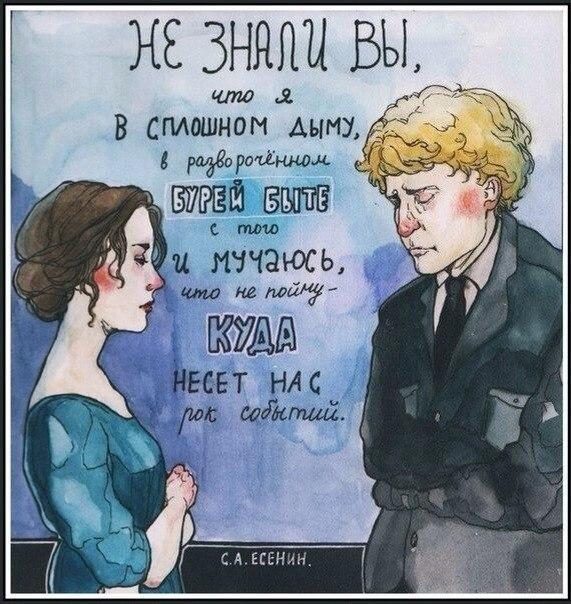 НЕ ЗНАЛИ ВЫ,
что я
В СПЛОШНОМ ДЫМУ,
в разворочённом
БУРЕЙ БЫТЕ
с того
И МУЧАЮСЬ,
что не пойму -
КУДА
НЕСЕТ НАС
рок событий.
С.А. ЕСЕНИН.